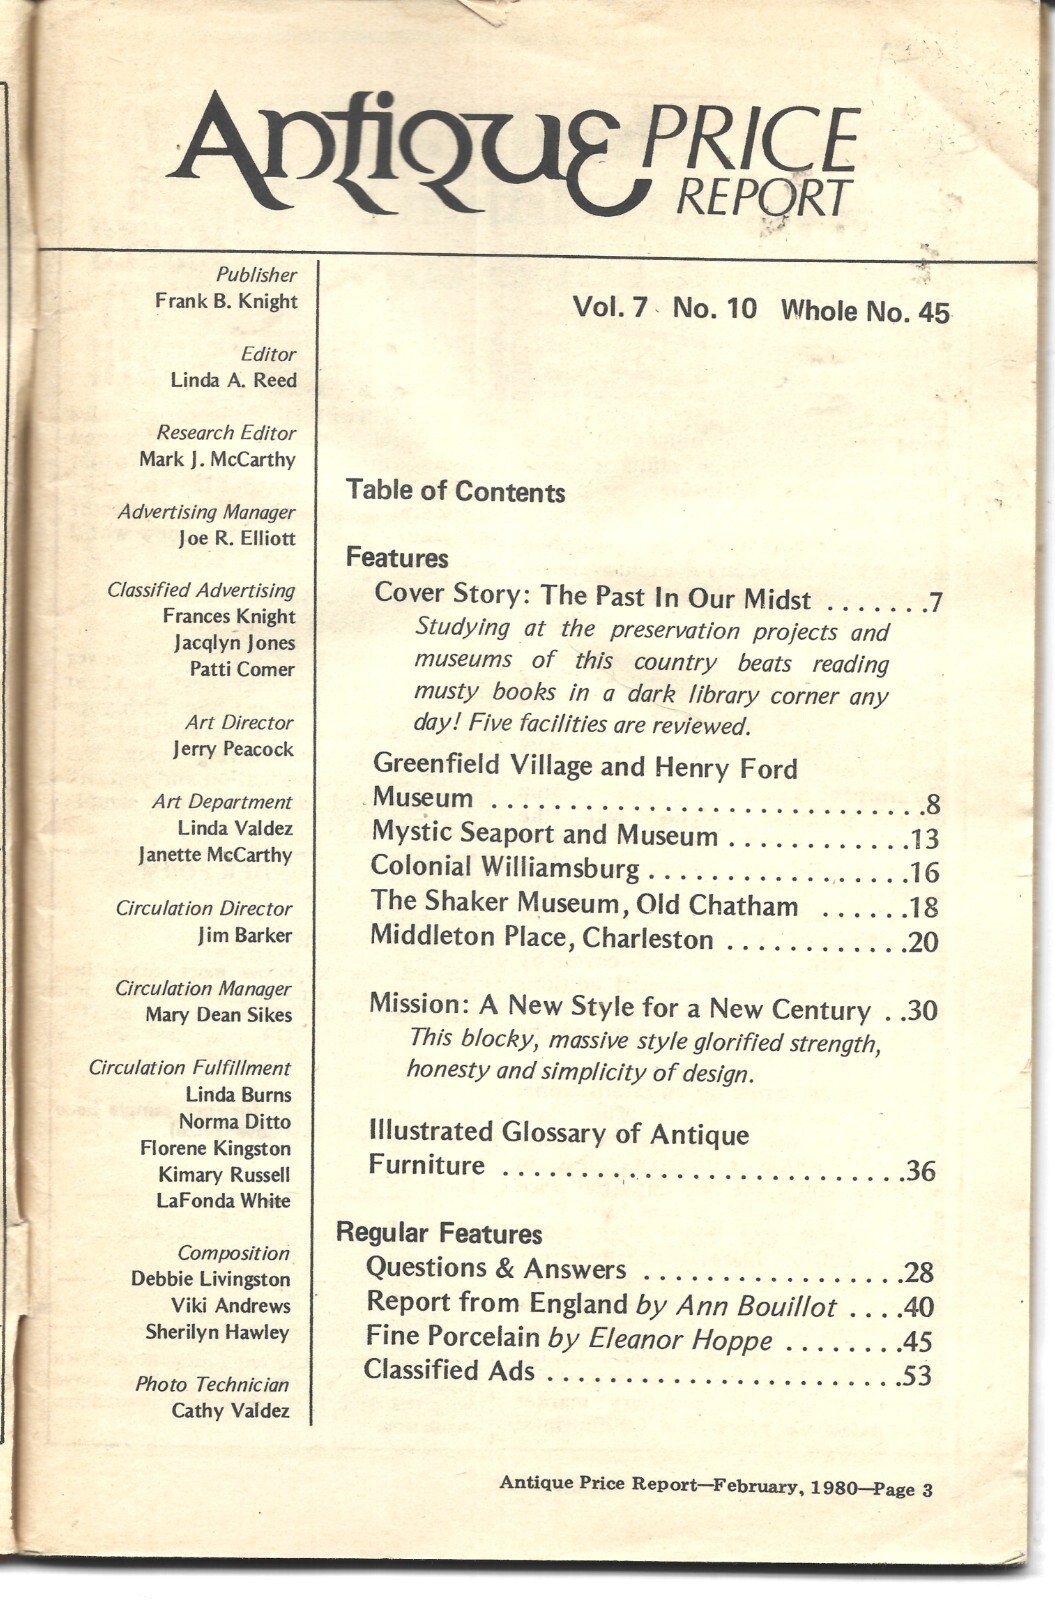 Antique PRICE
REPORT
Publisher
Frank B. Knight
Editor
Linda A. Reed
Research Editor
Mark J. McCarthy
Advertising Manager
Joe R. Elliott
Classified Advertising
Frances Knight
Jacqlyn Jones
Patti Comer
Art Director
Jerry Peacock
Art Department
Linda Valdez
Janette McCarthy
Circulation Director
Jim Barker
Circulation Manager
Mary Dean Sikes
Circulation Fulfillment
Linda Burns
Norma Ditto
Florene Kingston
Kimary Russell
LaFonda White
Composition
Debbie Livingston
Viki Andrews
Sherilyn Hawley
Photo Technician
Cathy Valdez
Vol. 7 No. 10 Whole No. 45
Table of Contents
Features
Cover Story: The Past In Our Midst .......7
Studying at the preservation projects and
museums of this country beats reading
musty books in a dark library corner any
day! Five facilities are reviewed.
Greenfield Village and Henry Ford
Museum ............................8
Mystic Seaport and Museum ............13
Colonial Williamsburg .................16
The Shaker Museum, Old Chatham ......18
Middleton Place, Charleston ............20
Mission: A New Style for a New Century ..30
This blocky, massive style glorified strength,
honesty and simplicity of design.
Illustrated Glossary of Antique
Furniture ..........................36
Regular Features
Questions & Answers .................28
Report from England by Ann Bouillot ....40
Fine Porcelain by Eleanor Hoppe ........45
Classified Ads .......................53
Antique Price Report—February, 1980—Page 3